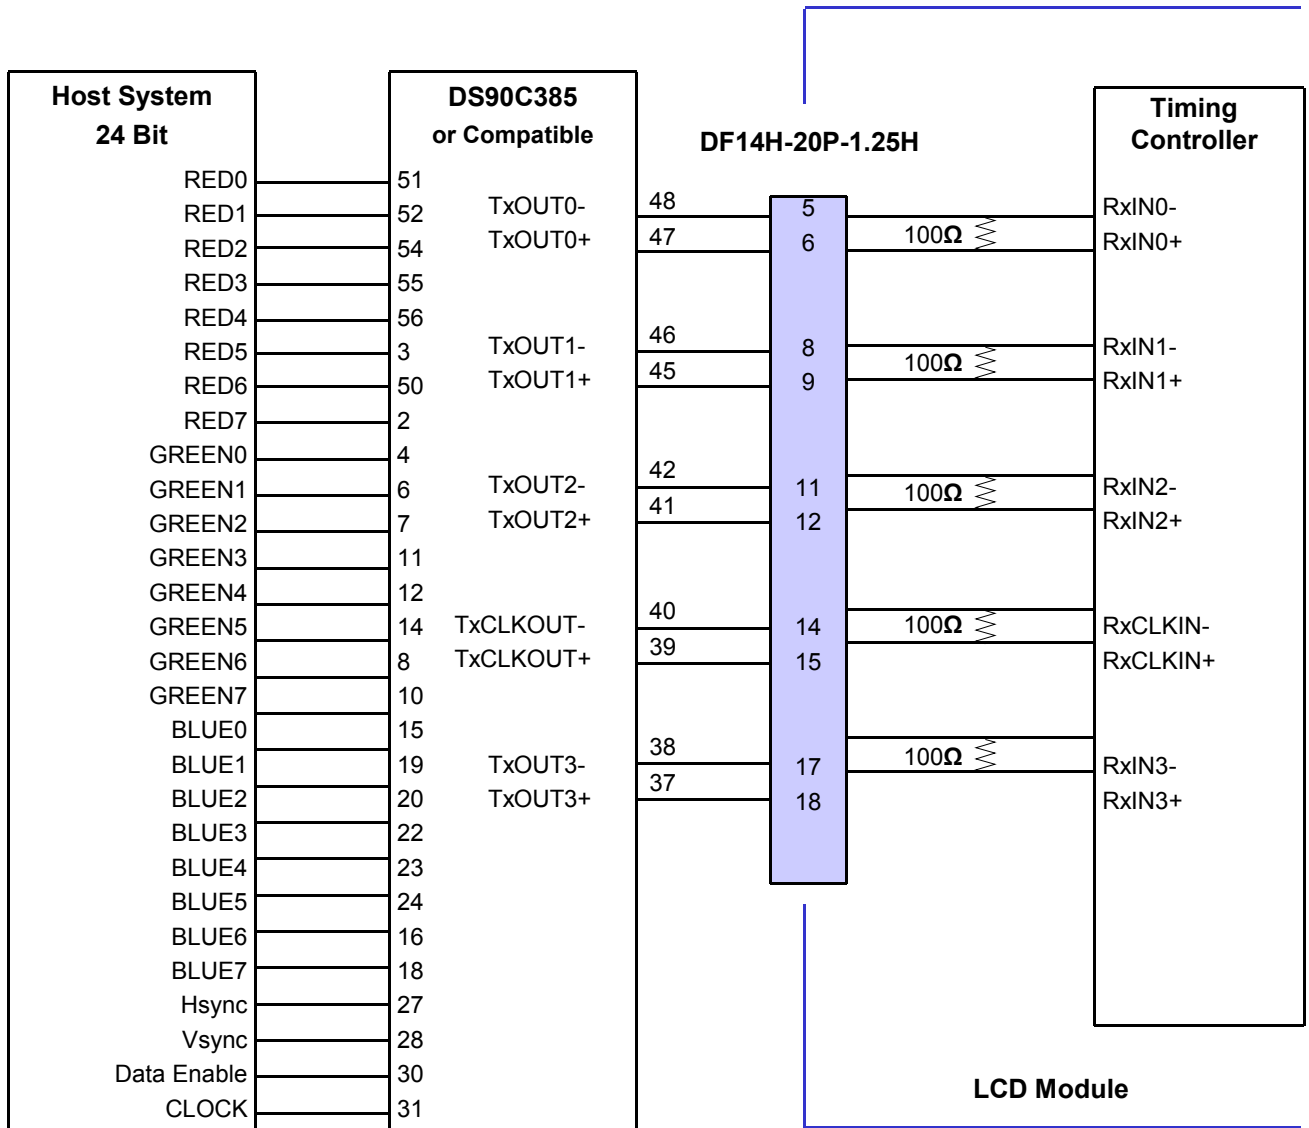 Host System
24 Bit
RED0
RED1
RED2
RED3
RED4
RED5
RED6
RED7
GREEN0
GREEN1
GREEN2
GREEN3
GREEN4
GREEN5
GREEN6
GREEN7
BLUE0
BLUE1
BLUE2
BLUE3
BLUE4
BLUE5
BLUE6
BLUE7
Hsync
Vsync
Data Enable
CLOCK
DS90C385
or Compatible
51
52
54
55
56
3
50
2
4
6
7
11
12
14
8
10
15
19
20
22
23
24
16
18
27
28
30
31
TxOUT0-
TxOUT0+
TxOUT1-
TxOUT1+
TxOUT2-
TxOUT2+
TxCLKOUT-
TxCLKOUT+
TxOUT3-
TxOUT3+
48
47
46
45
42
41
40
39
38
37
DF14H-20P-1.25H
5
6
8
9
11
12
14
15
17
18
100Ω
100Ω
100Ω
100Ω
100Ω
Timing
Controller
RxIN0-
RxIN0+
RxIN1-
RxIN1+
RxIN2-
RxIN2+
RxCLKIN-
RxCLKIN+
RxIN3-
RxIN3+
LCD Module